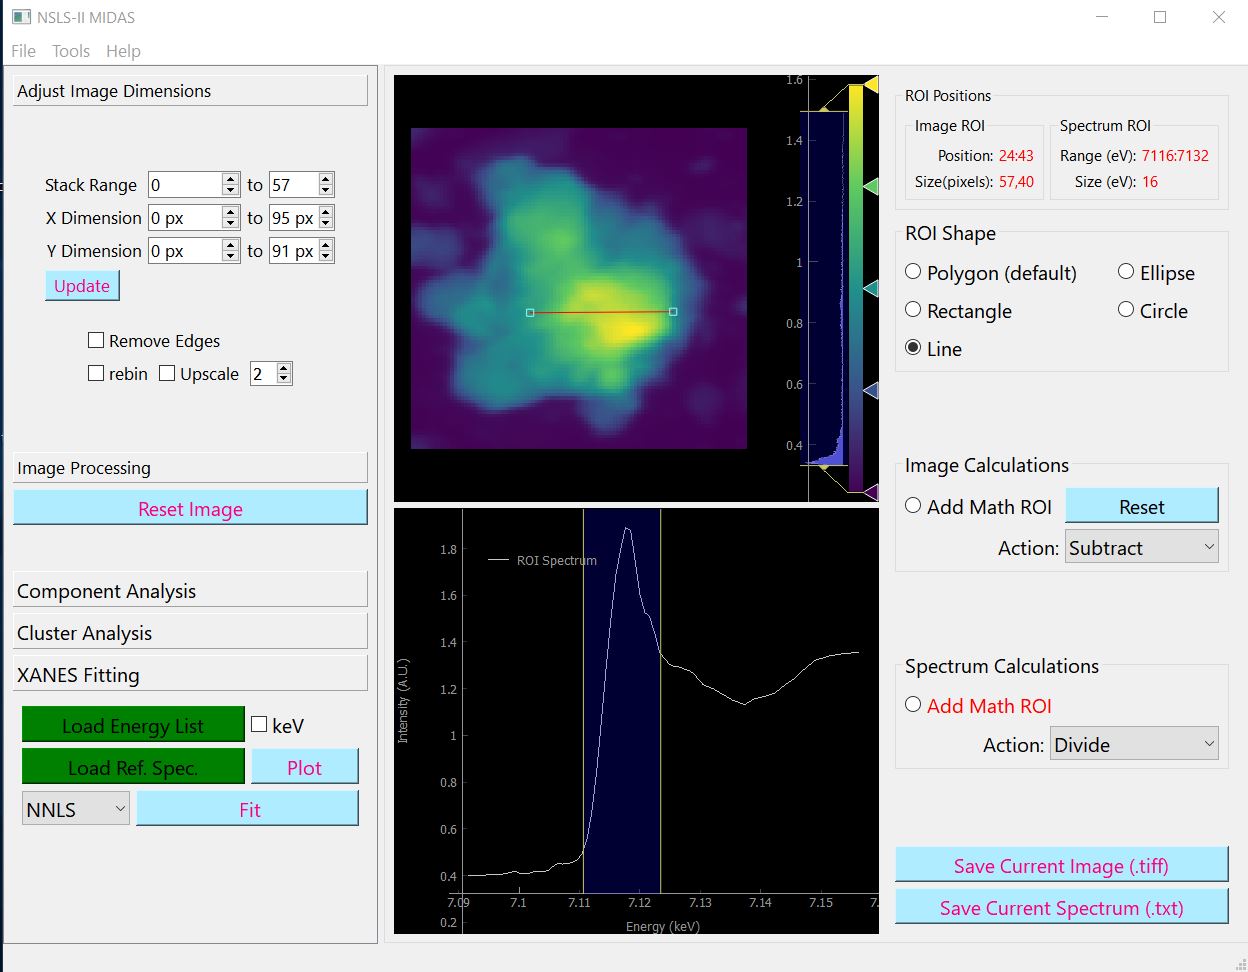 NSLS-II MIDAS
File Tools Help
Adjust Image Dimensions
Stack Range 0 to 57
X Dimension 0 px to 95 px
Y Dimension 0 px to 91 px
Update
Remove Edges
rebin Upscale 2
Image Processing
Reset Image
Component Analysis
Cluster Analysis
XANES Fitting
Load Energy List keV
Load Ref. Spec. Plot
NNLS Fit
1.6
1.4
1.2
1
0.8
0.6
0.4
ROI Spectrum
1.8
1.6
1.4
1.2
1
0.8
0.6
0.4
0.2
Intensity (A.U.)
7.09 7.1 7.11 7.12 7.13 7.14 7.15 7.
Energy (keV)
ROI Positions
Image ROI
Position: 24:43
Size(pixels): 57,40
Spectrum ROI
Range (eV): 7116:7132
Size (eV): 16
ROI Shape
Polygon (default) Ellipse
Rectangle Circle
Line
Image Calculations
Add Math ROI Reset
Action: Subtract
Spectrum Calculations
Add Math ROI
Action: Divide
Save Current Image (.tiff)
Save Current Spectrum (.txt)